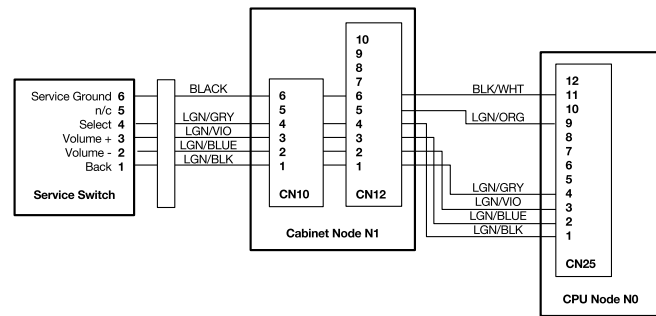 Service Ground 6
n/c 5
Select 4
Volume + 3
Volume - 2
Back 1
Service Switch
BLACK
LGN/GRY
LGN/VIO
LGN/BLUE
LGN/BLK
6
5
4
3
2
1
CN10
10
9
8
7
6
5
4
3
2
1
CN12
Cabinet Node N1
BLK/WHT
LGN/ORG
LGN/GRY
LGN/VIO
LGN/BLUE
LGN/BLK
12
11
10
9
8
7
6
5
4
3
2
1
CN25
CPU Node N0